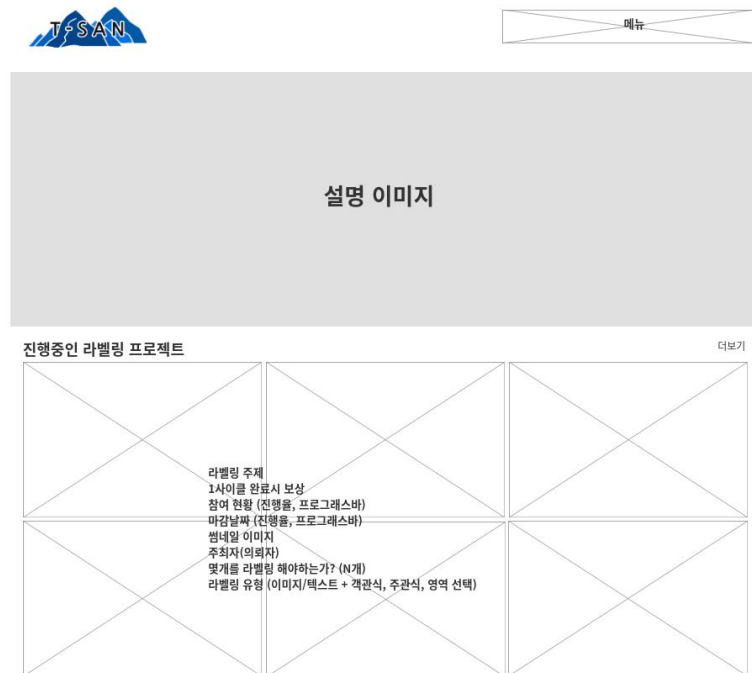 T-SAN
메뉴
설명 이미지
진행중인 라벨링 프로젝트
더보기
라벨링 주제
1사이클 완료시 보상
참여 현황 (진행율, 프로그래스바)
마감날짜 (진행율, 프로그래스바)
썸네일 이미지
주최자(의뢰자)
몇개를 라벨링 해야하는가? (N개)
라벨링 유형 (이미지/텍스트 + 객관식, 주관식, 영역 선택)